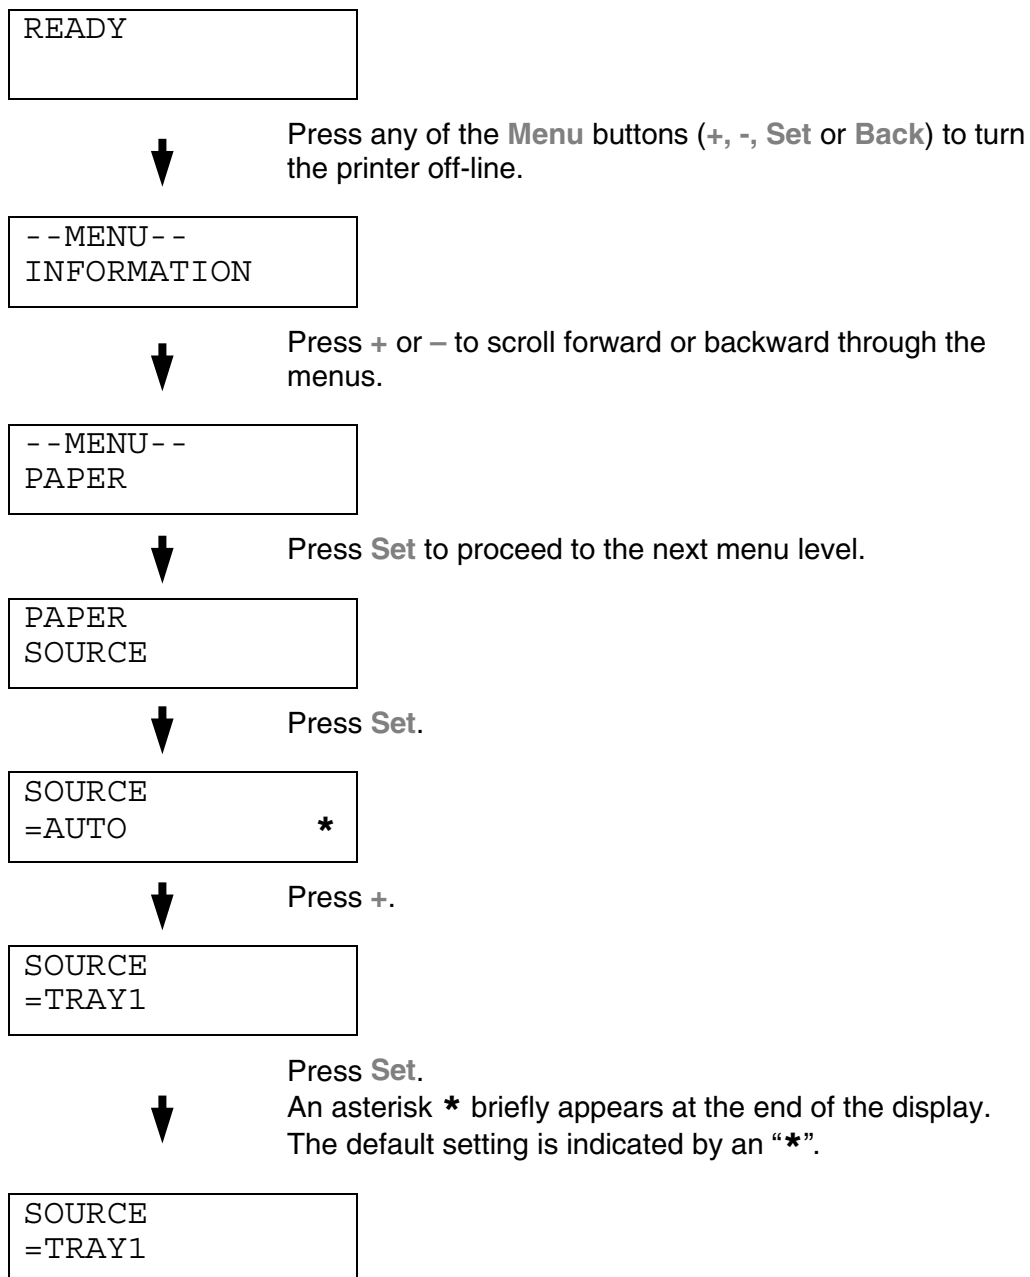 READY
Press any of the Menu buttons (+, -, Set or Back) to turn
the printer off-line.
--MENU--
INFORMATION
Press + or – to scroll forward or backward through the
menus.
--MENU--
PAPER
Press Set to proceed to the next menu level.
PAPER
SOURCE
Press Set.
SOURCE
=AUTO *
Press +.
SOURCE
=TRAY1
Press Set.
An asterisk * briefly appears at the end of the display.
The default setting is indicated by an “*”.
SOURCE
=TRAY1